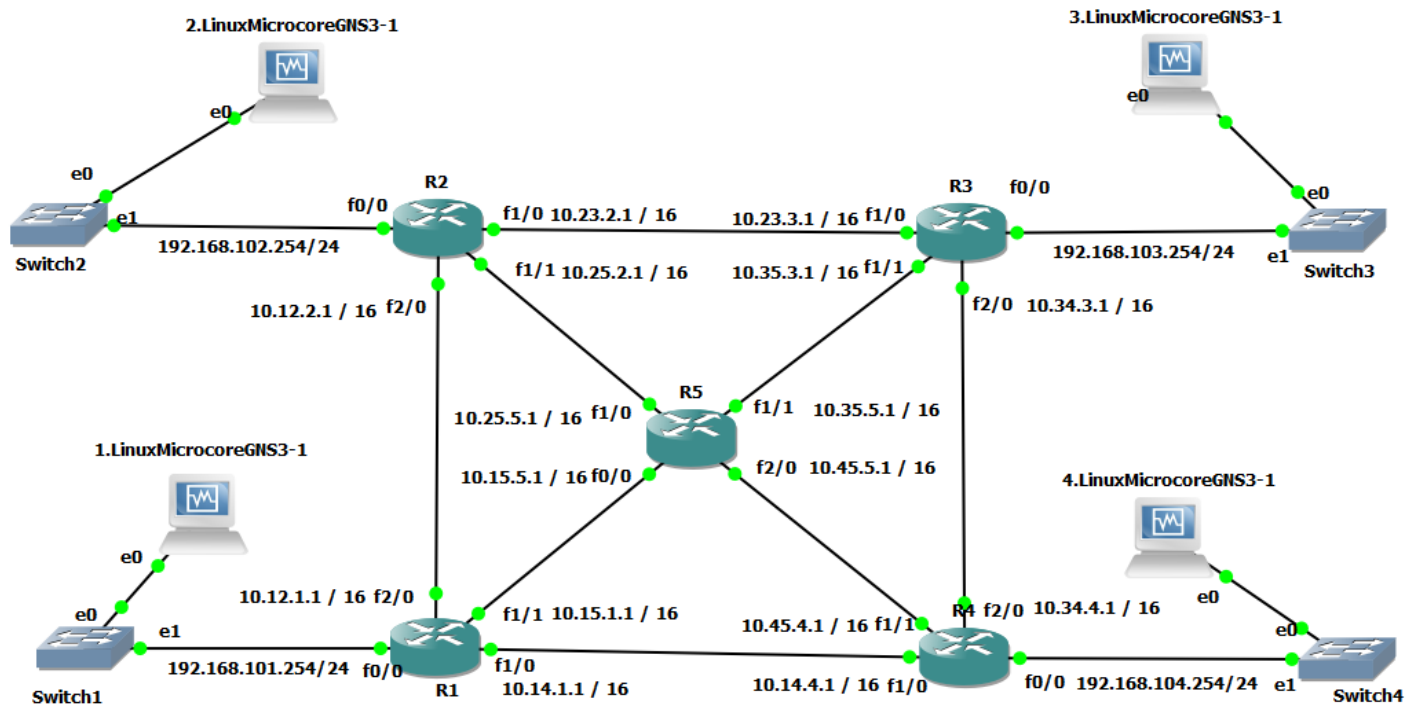 2.LinuxMicrocoreGNS3-1
3.LinuxMicrocoreGNS3-1
e0
e0
e0
e0
R2
R3
f0/0
f0/0
e1
f1/0 10.23.2.1 / 16
10.23.3.1 / 16 f1/0
192.168.102.254/24
192.168.103.254/24
e1
Switch2
Switch3
f1/1 10.25.2.1 / 16
10.35.3.1 / 16 f1/1
10.12.2.1 / 16 f2/0
f2/0 10.34.3.1 / 16
R5
10.25.5.1 / 16 f1/0
f1/1 10.35.5.1 / 16
1.LinuxMicrocoreGNS3-1
10.15.5.1 / 16 f0/0
f2/0 10.45.5.1 / 16
4.LinuxMicrocoreGNS3-1
e0
e0
10.12.1.1 / 16 f2/0
f1/1 10.15.1.1 / 16
10.45.4.1 / 16 f1/1
R4
f2/0 10.34.4.1 / 16
e0
e1
e0
192.168.101.254/24 f0/0
f1/0
R1
10.14.1.1 / 16
10.14.4.1 / 16 f1/0
f0/0 192.168.104.254/24 e1
Switch1
Switch4